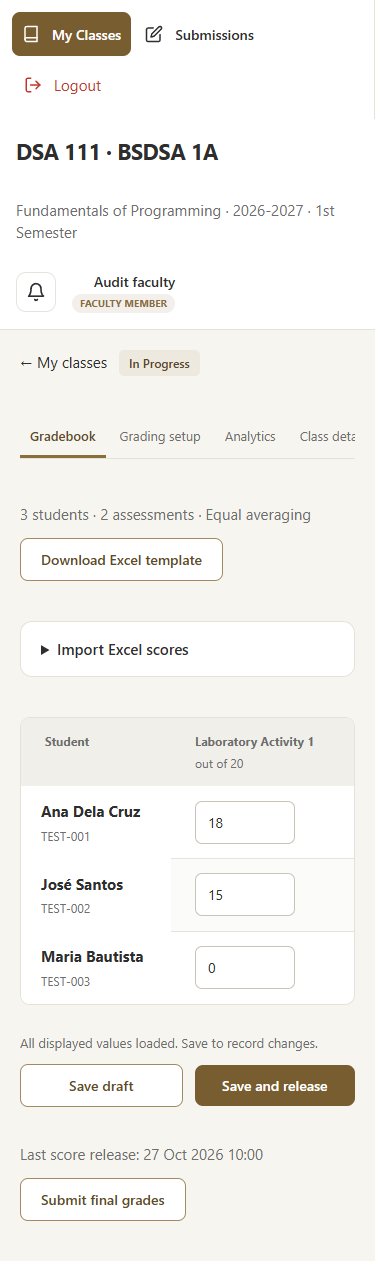 My Classes
Submissions
Logout
DSA 111 · BSDSA 1A
Fundamentals of Programming · 2026-2027 · 1st
Semester
Audit faculty
FACULTY MEMBER
← My classes
In Progress
Gradebook
Grading setup
Analytics
Class deta
3 students · 2 assessments · Equal averaging
Download Excel template
▶ Import Excel scores
Student
Laboratory Activity 1
out of 20
Ana Dela Cruz
TEST-001
18
José Santos
TEST-002
15
Maria Bautista
TEST-003
0
All displayed values loaded. Save to record changes.
Save draft
Save and release
Last score release: 27 Oct 2026 10:00
Submit final grades